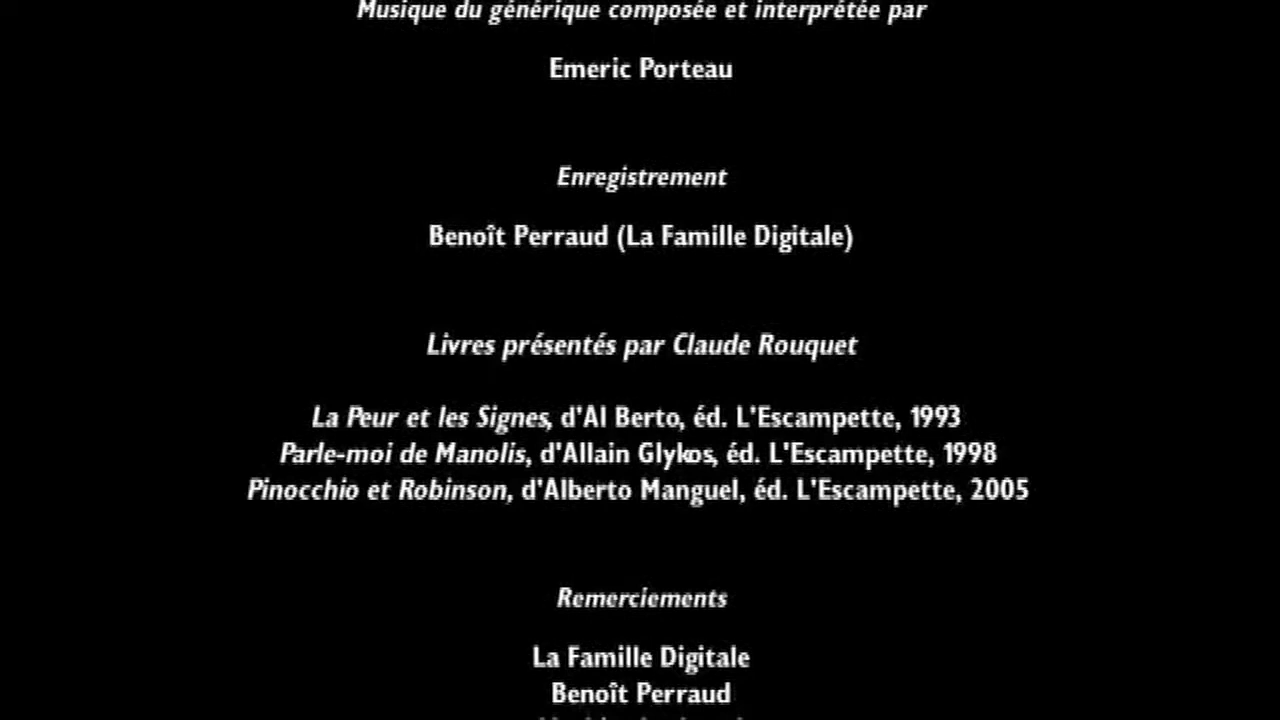 Musique du générique composée et interprétée par
Emeric Porteau
Enregistrement
Benoît Perraud (La Famille Digitale)
Livres présentés par Claude Rouquet
La Peur et les Signes, d'Al Berto, éd. L'Escampette, 1993
Parle-moi de Manolis, d'Allain Glykos, éd. L'Escampette, 1998
Pinocchio et Robinson, d'Alberto Manguel, éd. L'Escampette, 2005
Remerciements
La Famille Digitale
Benoît Perraud